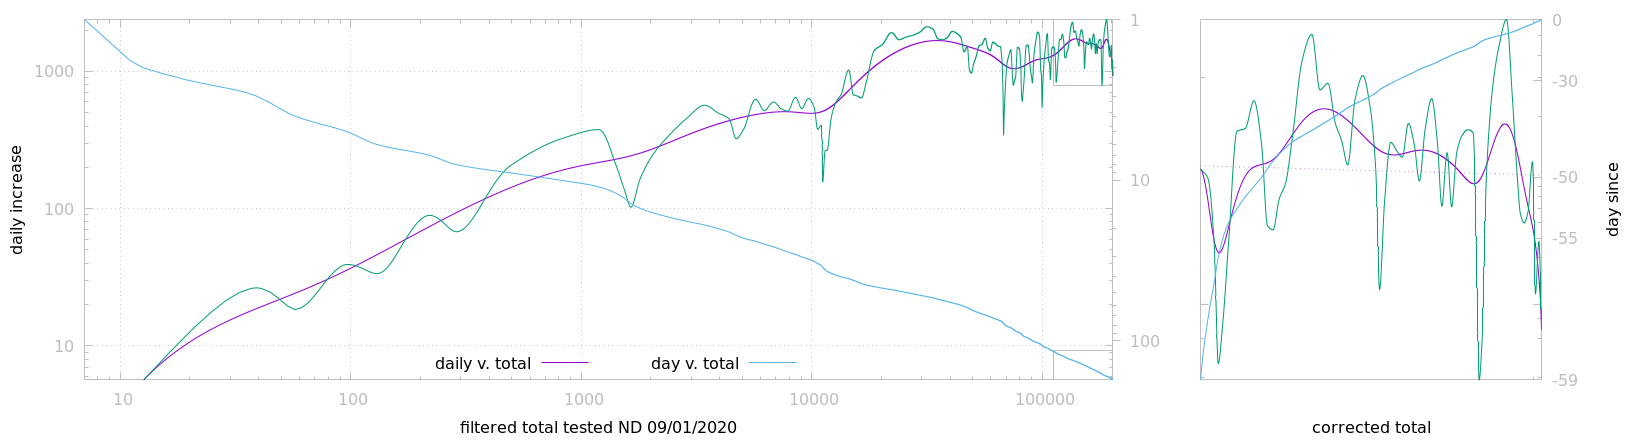 1000
100
10
daily increase
10
100
1000
10000
100000
1
10
100
daily v. total
day v. total
filtered total tested ND 09/01/2020
0
-30
-50
-55
-59
day since
corrected total